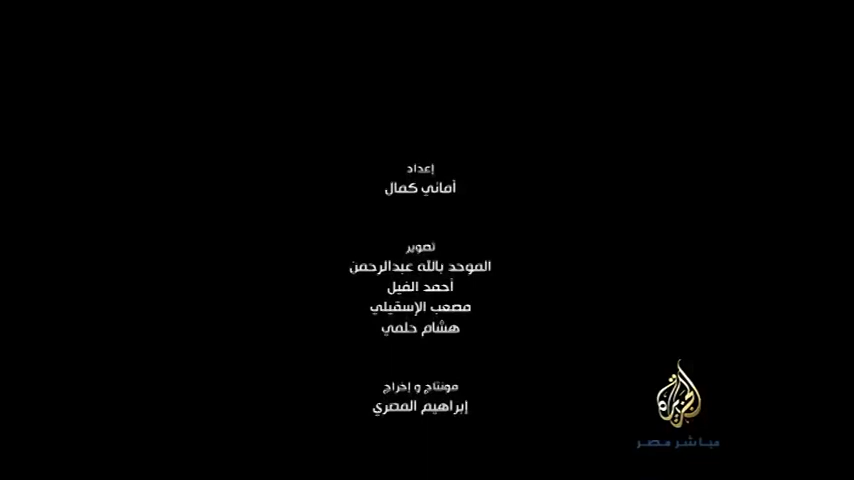 إعداد
أماني كمال
تصوير
الموحد بالله عبدالرحمن
أحمد الفيل
مصعب الإسقيلي
هشام حلمي
مونتاج و إخراج
إبراهيم المصري
الجزيرة
مباشر مصر